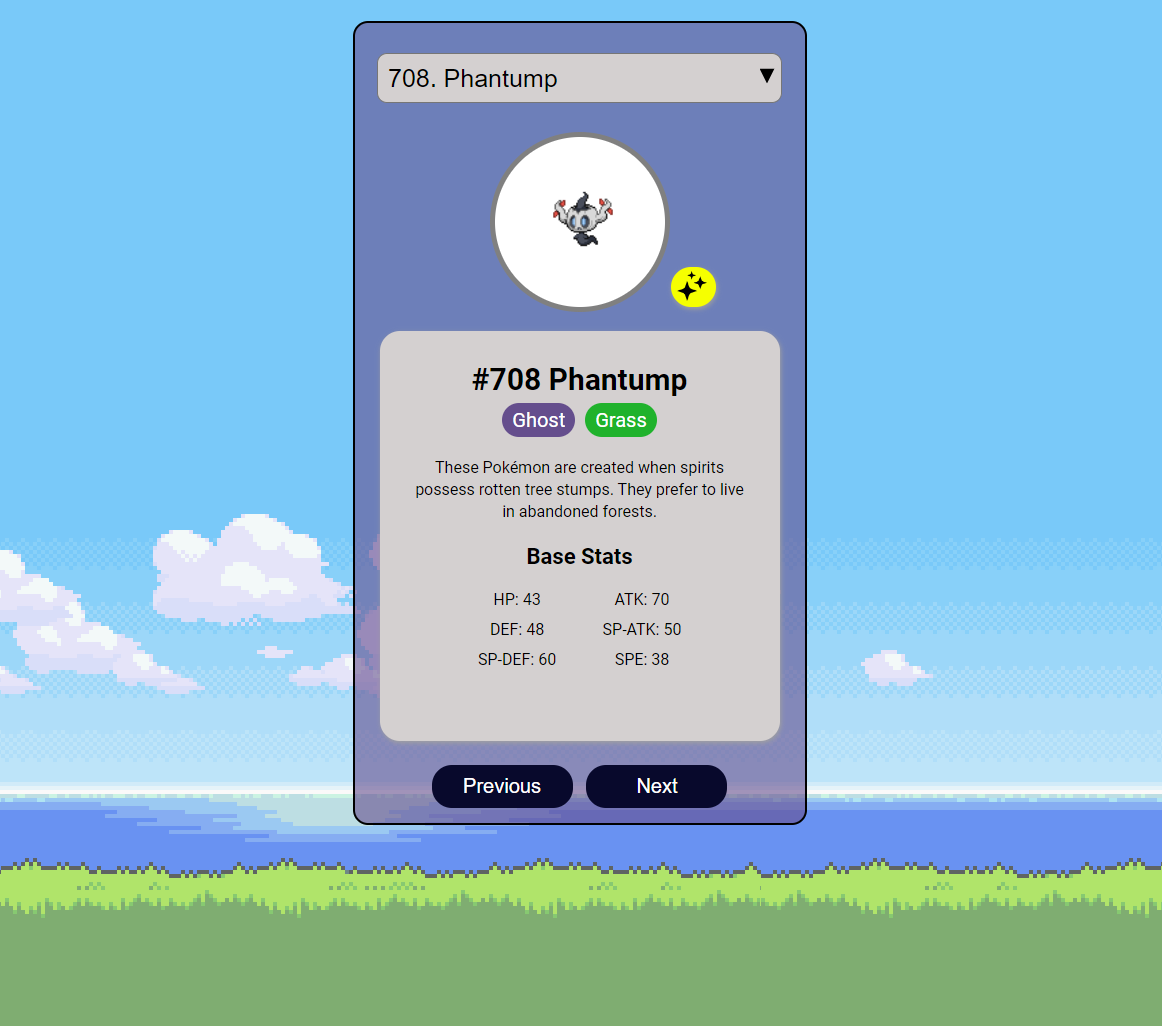 708. Phantump ▼
#708 Phantump
Ghost Grass
These Pokémon are created when spirits
possess rotten tree stumps. They prefer to live
in abandoned forests.
Base Stats
HP: 43 ATK: 70
DEF: 48 SP-ATK: 50
SP-DEF: 60 SPE: 38
Previous Next